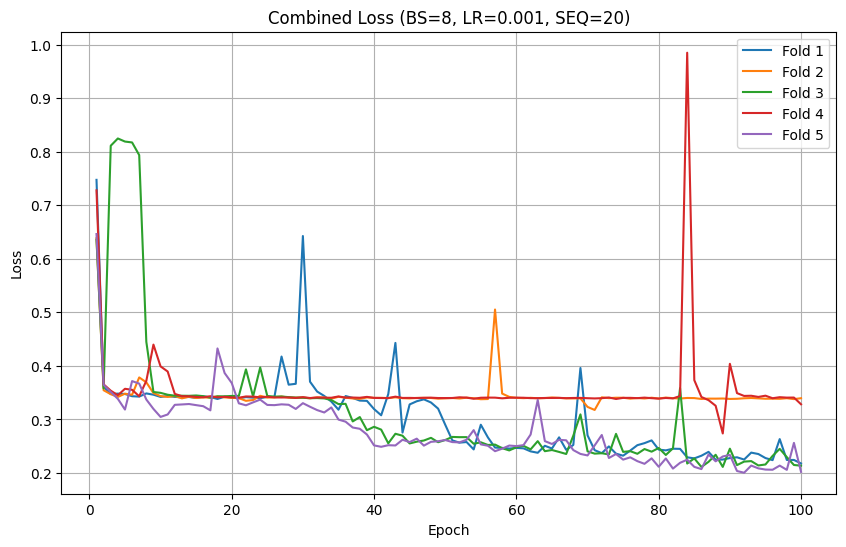 Combined Loss (BS=8, LR=0.001, SEQ=20)
1.0
0.9
0.8
0.7
0.6
0.5
0.4
0.3
0.2
Loss
0
20
40
60
80
100
Epoch
Fold 1
Fold 2
Fold 3
Fold 4
Fold 5